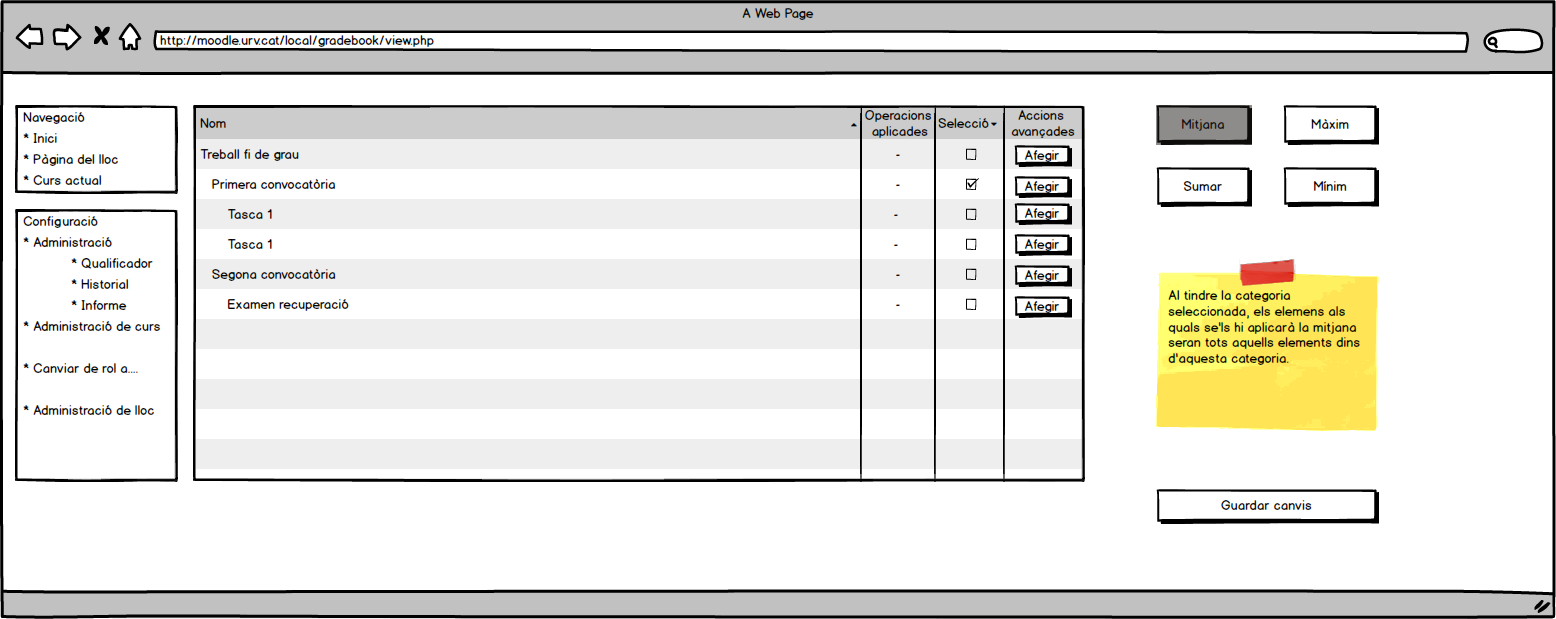 A Web Page
http://moodle.urv.cat/local/gradebook/view.php
Navegació
* Inici
* Pàgina del lloc
* Curs actual
Configuració
* Administració
* Qualificador
* Historial
* Informe
* Administració de curs
* Canviar de rol a....
* Administració de lloc
Nom
Operacions
aplicades
Selecció
Accions
avançades
Treball fi de grau - Afegir
Primera convocatòria - Afegir
Tasca 1 - Afegir
Tasca 1 - Afegir
Segona convocatòria - Afegir
Examen recuperació - Afegir
Mitjana
Màxim
Sumar
Mínim
Al tindre la categoria
seleccionada, els elemens als
quals se'ls hi aplicarà la mitjana
seran tots aquells elements dins
d'aquesta categoria.
Guardar canvis